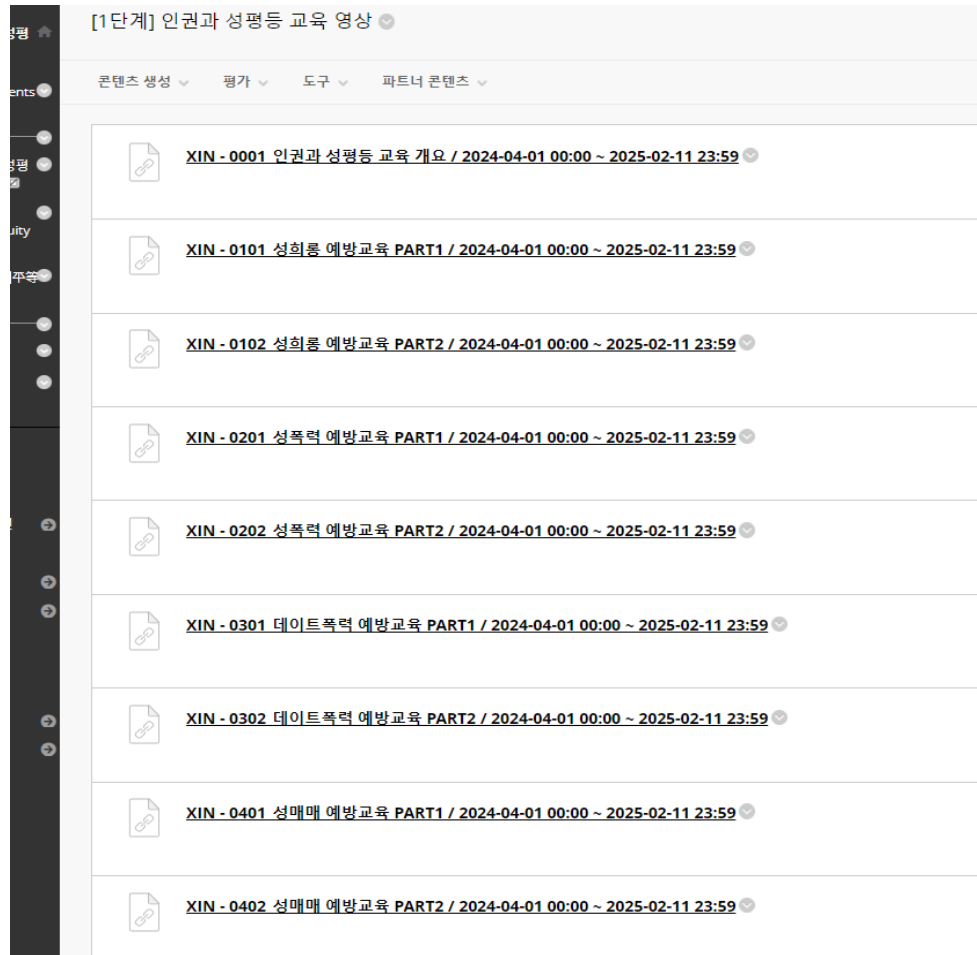 [1단계] 인권과 성평등 교육 영상
콘텐츠 생성 평가 도구 파트너 콘텐츠
XIN - 0001 인권과 성평등 교육 개요 / 2024-04-01 00:00 ~ 2025-02-11 23:59
XIN - 0101 성희롱 예방교육 PART1 / 2024-04-01 00:00 ~ 2025-02-11 23:59
XIN - 0102 성희롱 예방교육 PART2 / 2024-04-01 00:00 ~ 2025-02-11 23:59
XIN - 0201 성폭력 예방교육 PART1 / 2024-04-01 00:00 ~ 2025-02-11 23:59
XIN - 0202 성폭력 예방교육 PART2 / 2024-04-01 00:00 ~ 2025-02-11 23:59
XIN - 0301 데이트폭력 예방교육 PART1 / 2024-04-01 00:00 ~ 2025-02-11 23:59
XIN - 0302 데이트폭력 예방교육 PART2 / 2024-04-01 00:00 ~ 2025-02-11 23:59
XIN - 0401 성매매 예방교육 PART1 / 2024-04-01 00:00 ~ 2025-02-11 23:59
XIN - 0402 성매매 예방교육 PART2 / 2024-04-01 00:00 ~ 2025-02-11 23:59